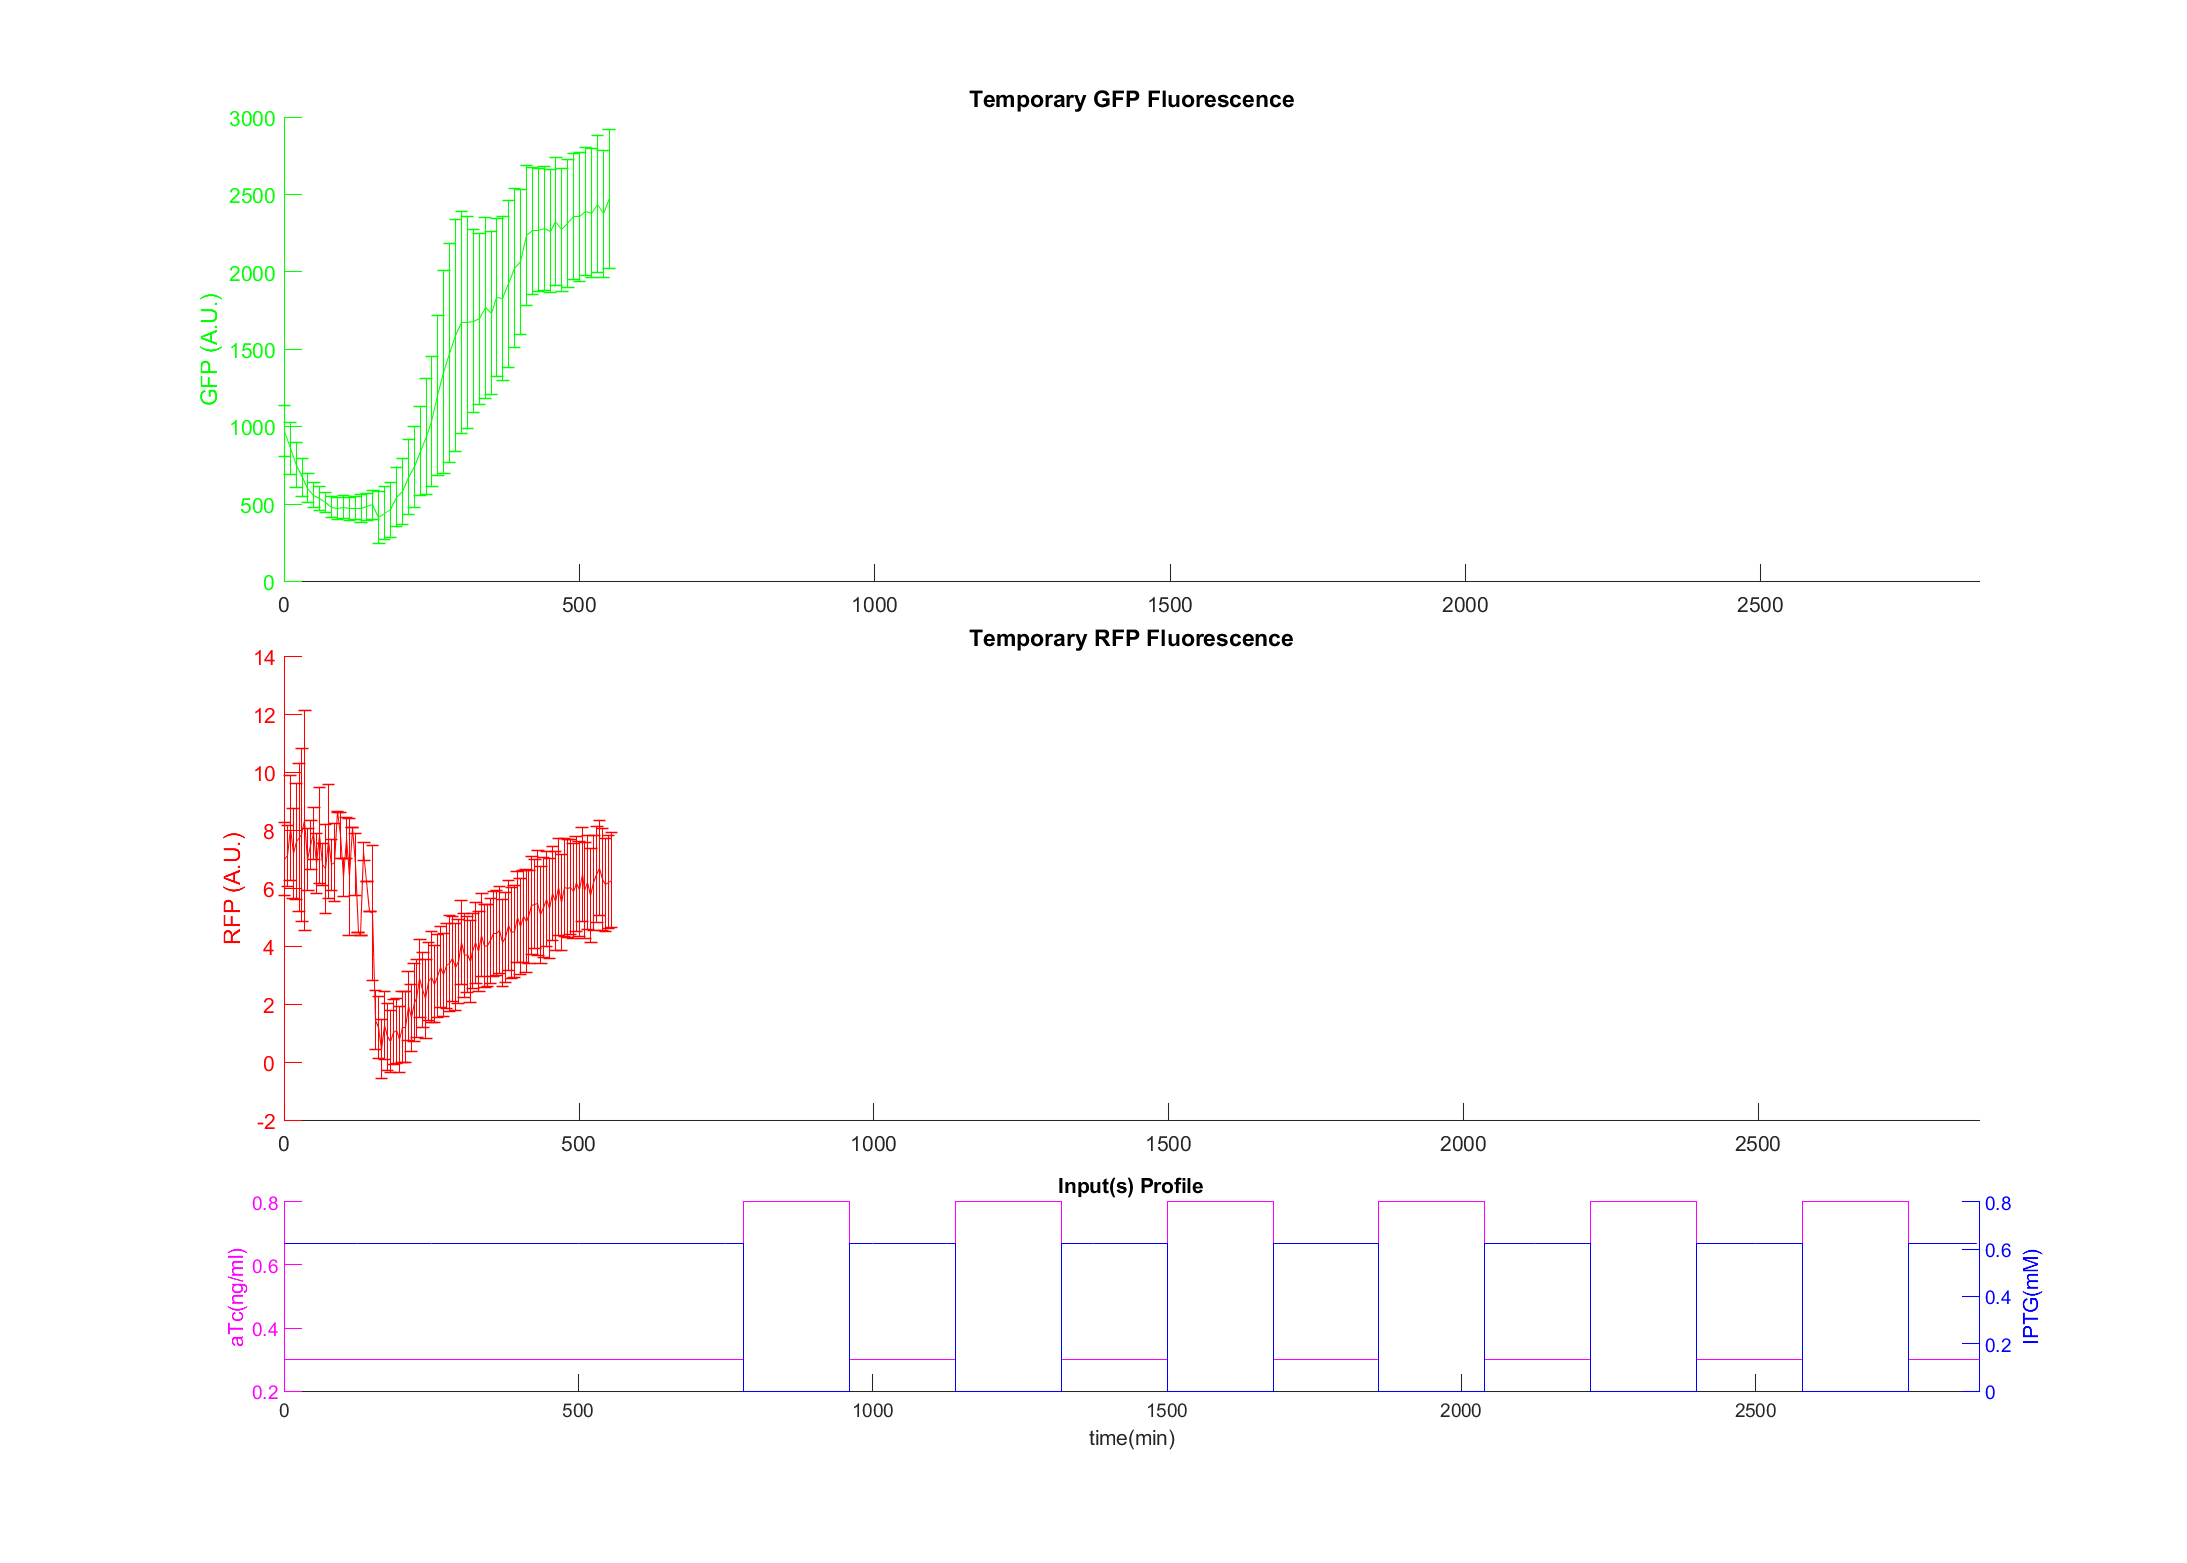 Temporary GFP Fluorescence
3000
2500
2000
1500
1000
500
0
GFP (A.U.)
0 500 1000 1500 2000 2500
Temporary RFP Fluorescence
14
12
10
8
6
4
2
0
-2
RFP (A.U.)
0 500 1000 1500 2000 2500
Input(s) Profile
0.8
0.6
0.4
0.2
aTc(ng/ml)
0.8
0.6
0.4
0.2
0
IPTG(mM)
0 500 1000 1500 2000 2500
time(min)